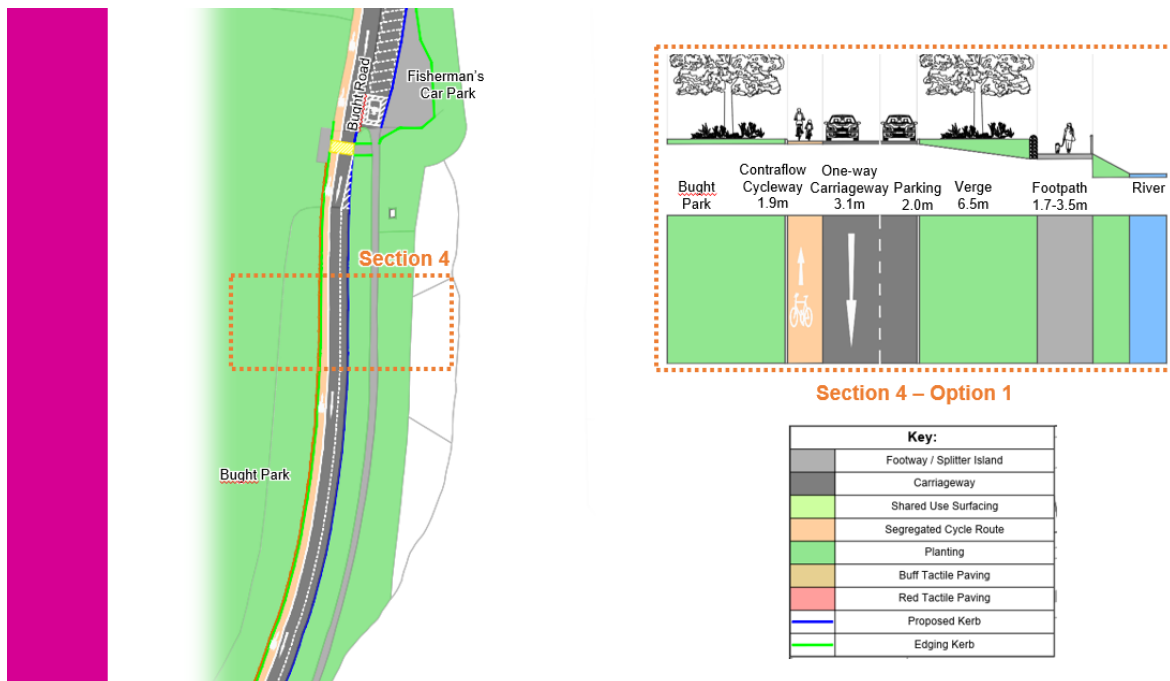 Bught Road
Fisherman's
Car Park
Section 4
Bught Park
Bught
Park
Contraflow
Cycleway
1.9m
One-way
Carriageway
3.1m
Parking
2.0m
Verge
6.5m
Footpath
1.7-3.5m
River
Section 4 – Option 1
Key:
Footway / Splitter Island
Carriageway
Shared Use Surfacing
Segregated Cycle Route
Planting
Buff Tactile Paving
Red Tactile Paving
Proposed Kerb
Edging Kerb